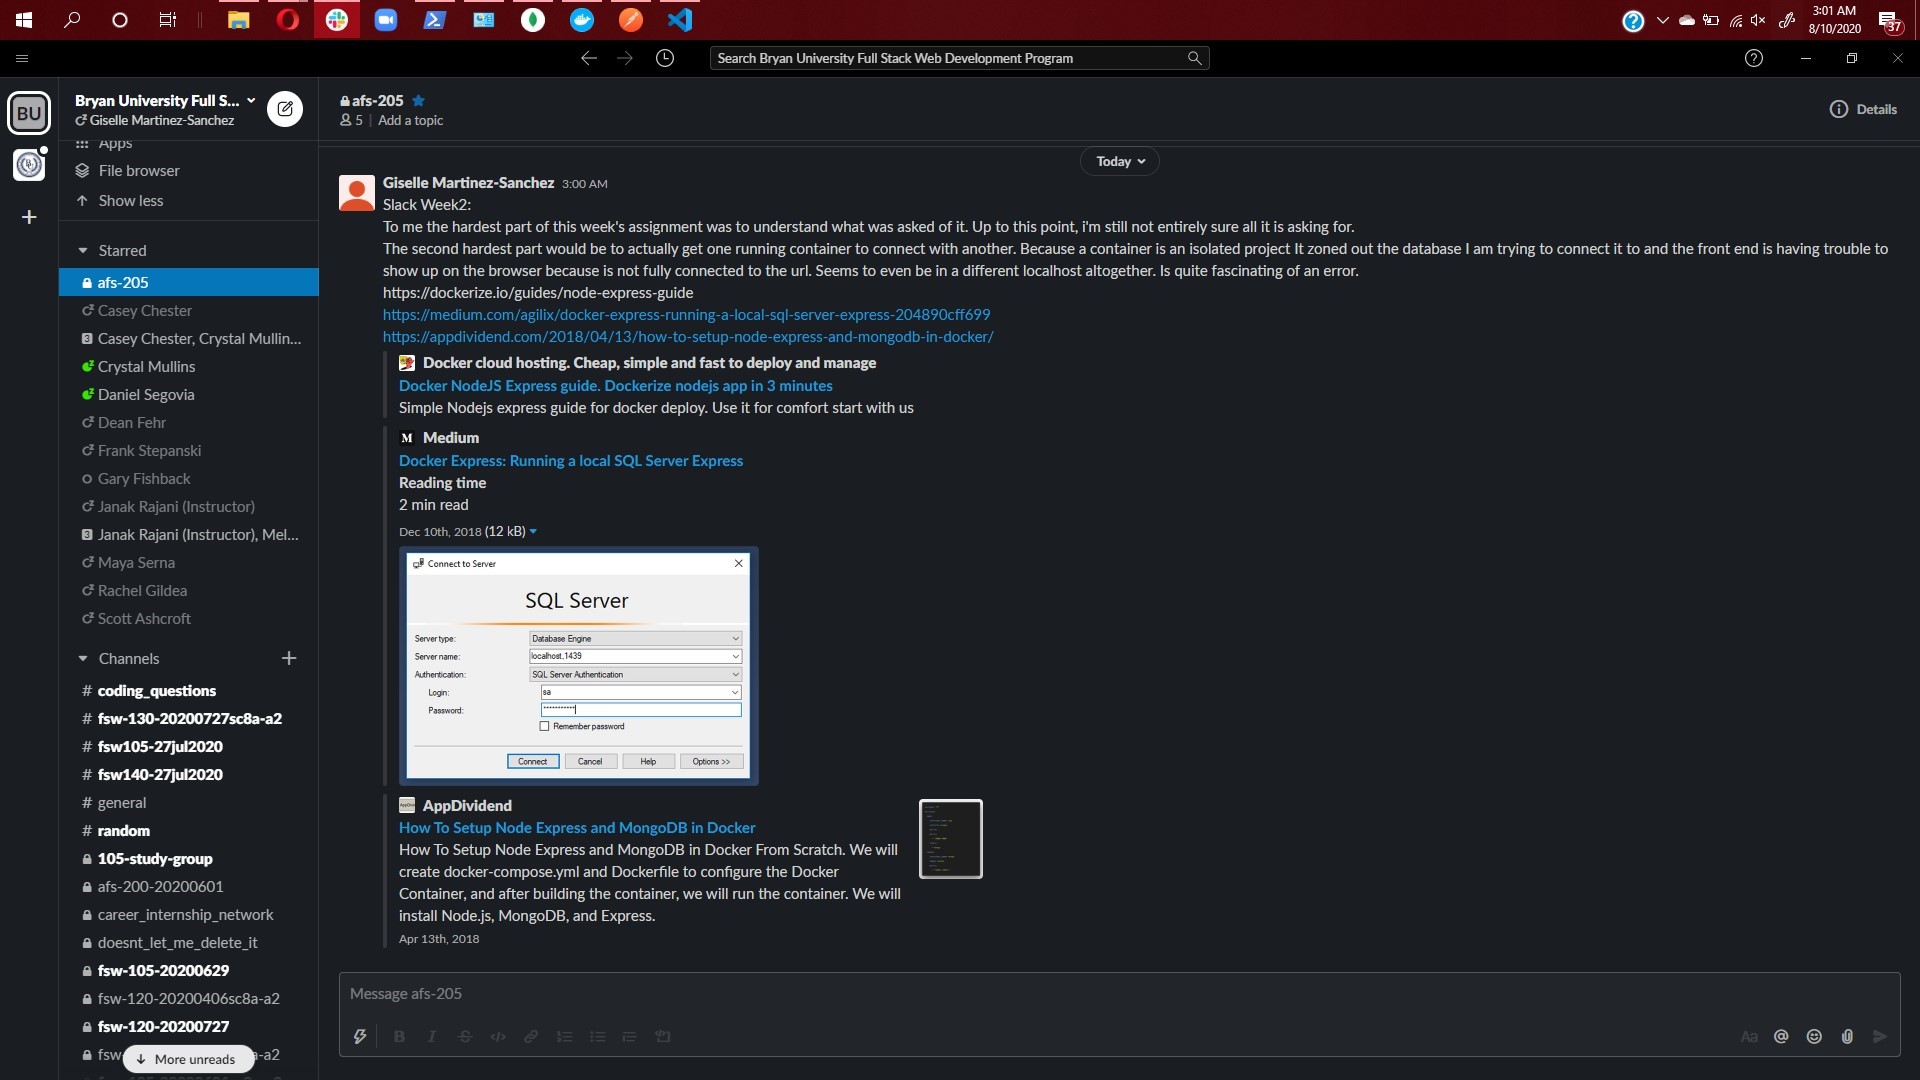 3:01 AM
8/10/2020
37
Search Bryan University Full Stack Web Development Program
BU
Bryan University Full S...
Giselle Martinez-Sanchez
Apps
File browser
Show less
Starred
afs-205
Casey Chester
3 Casey Chester, Crystal Mullin...
Crystal Mullins
Daniel Segovia
Dean Fehr
Frank Stepanski
Gary Fishback
Janak Rajani (Instructor)
3 Janak Rajani (Instructor), Mel...
Maya Serna
Rachel Gildea
Scott Ashcroft
Channels
# coding_questions
# fsw-130-20200727sc8a-a2
# fsw105-27jul2020
# fsw140-27jul2020
# general
# random
105-study-group
afs-200-20200601
career_internship_network
doesnt_let_me_delete_it
fsw-105-20200629
fsw-120-20200406sc8a-a2
fsw-120-20200727
fsw- a-a2
More unreads
afs-205
5 | Add a topic
Details
Today
Giselle Martinez-Sanchez 3:00 AM
Slack Week2:
To me the hardest part of this week's assignment was to understand what was asked of it. Up to this point, i'm still not entirely sure all it is asking for.
The second hardest part would be to actually get one running container to connect with another. Because a container is an isolated project It zoned out the database I am trying to connect it to and the front end is having trouble to
show up on the browser because is not fully connected to the url. Seems to even be in a different localhost altogether. Is quite fascinating of an error.
https://dockerize.io/guides/node-express-guide
https://medium.com/agilix/docker-express-running-a-local-sql-server-express-204890cff699
https://appdividend.com/2018/04/13/how-to-setup-node-express-and-mongodb-in-docker/
Docker cloud hosting. Cheap, simple and fast to deploy and manage
Docker NodeJS Express guide. Dockerize nodejs app in 3 minutes
Simple Nodejs express guide for docker deploy. Use it for comfort start with us
M Medium
Docker Express: Running a local SQL Server Express
Reading time
2 min read
Dec 10th, 2018 (12 kB)
Connect to Server
SQL Server
Server type: Database Engine
Server name: localhost,1439
Authentication: SQL Server Authentication
Login: sa
Password: ***********
Remember password
Connect Cancel Help Options >>
AppDividend
How To Setup Node Express and MongoDB in Docker
How To Setup Node Express and MongoDB in Docker From Scratch. We will
create docker-compose.yml and Dockerfile to configure the Docker
Container, and after building the container, we will run the container. We will
install Node.js, MongoDB, and Express.
Apr 13th, 2018
Message afs-205
B I S </> Aa @